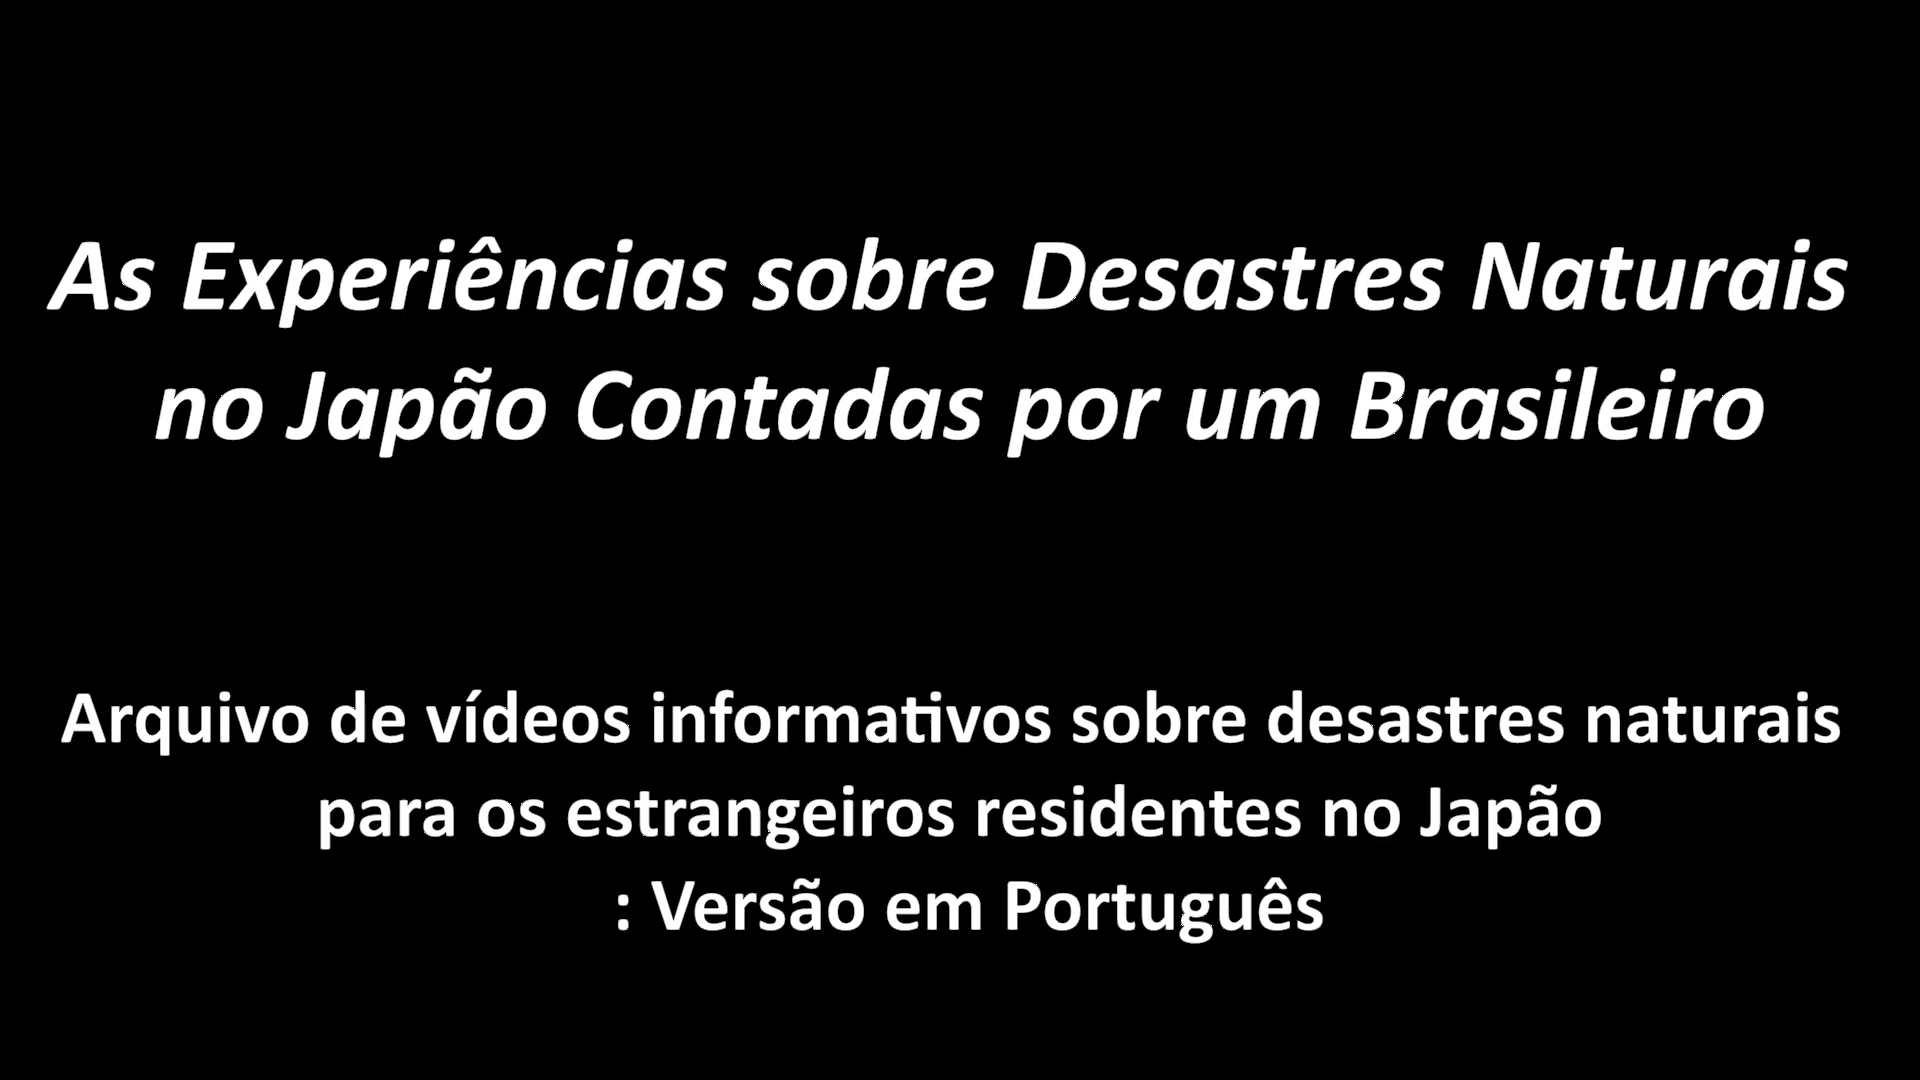 As Experiências sobre Desastres Naturais
no Japão Contadas por um Brasileiro
Arquivo de vídeos informativos sobre desastres naturais
para os estrangeiros residentes no Japão
: Versão em Português